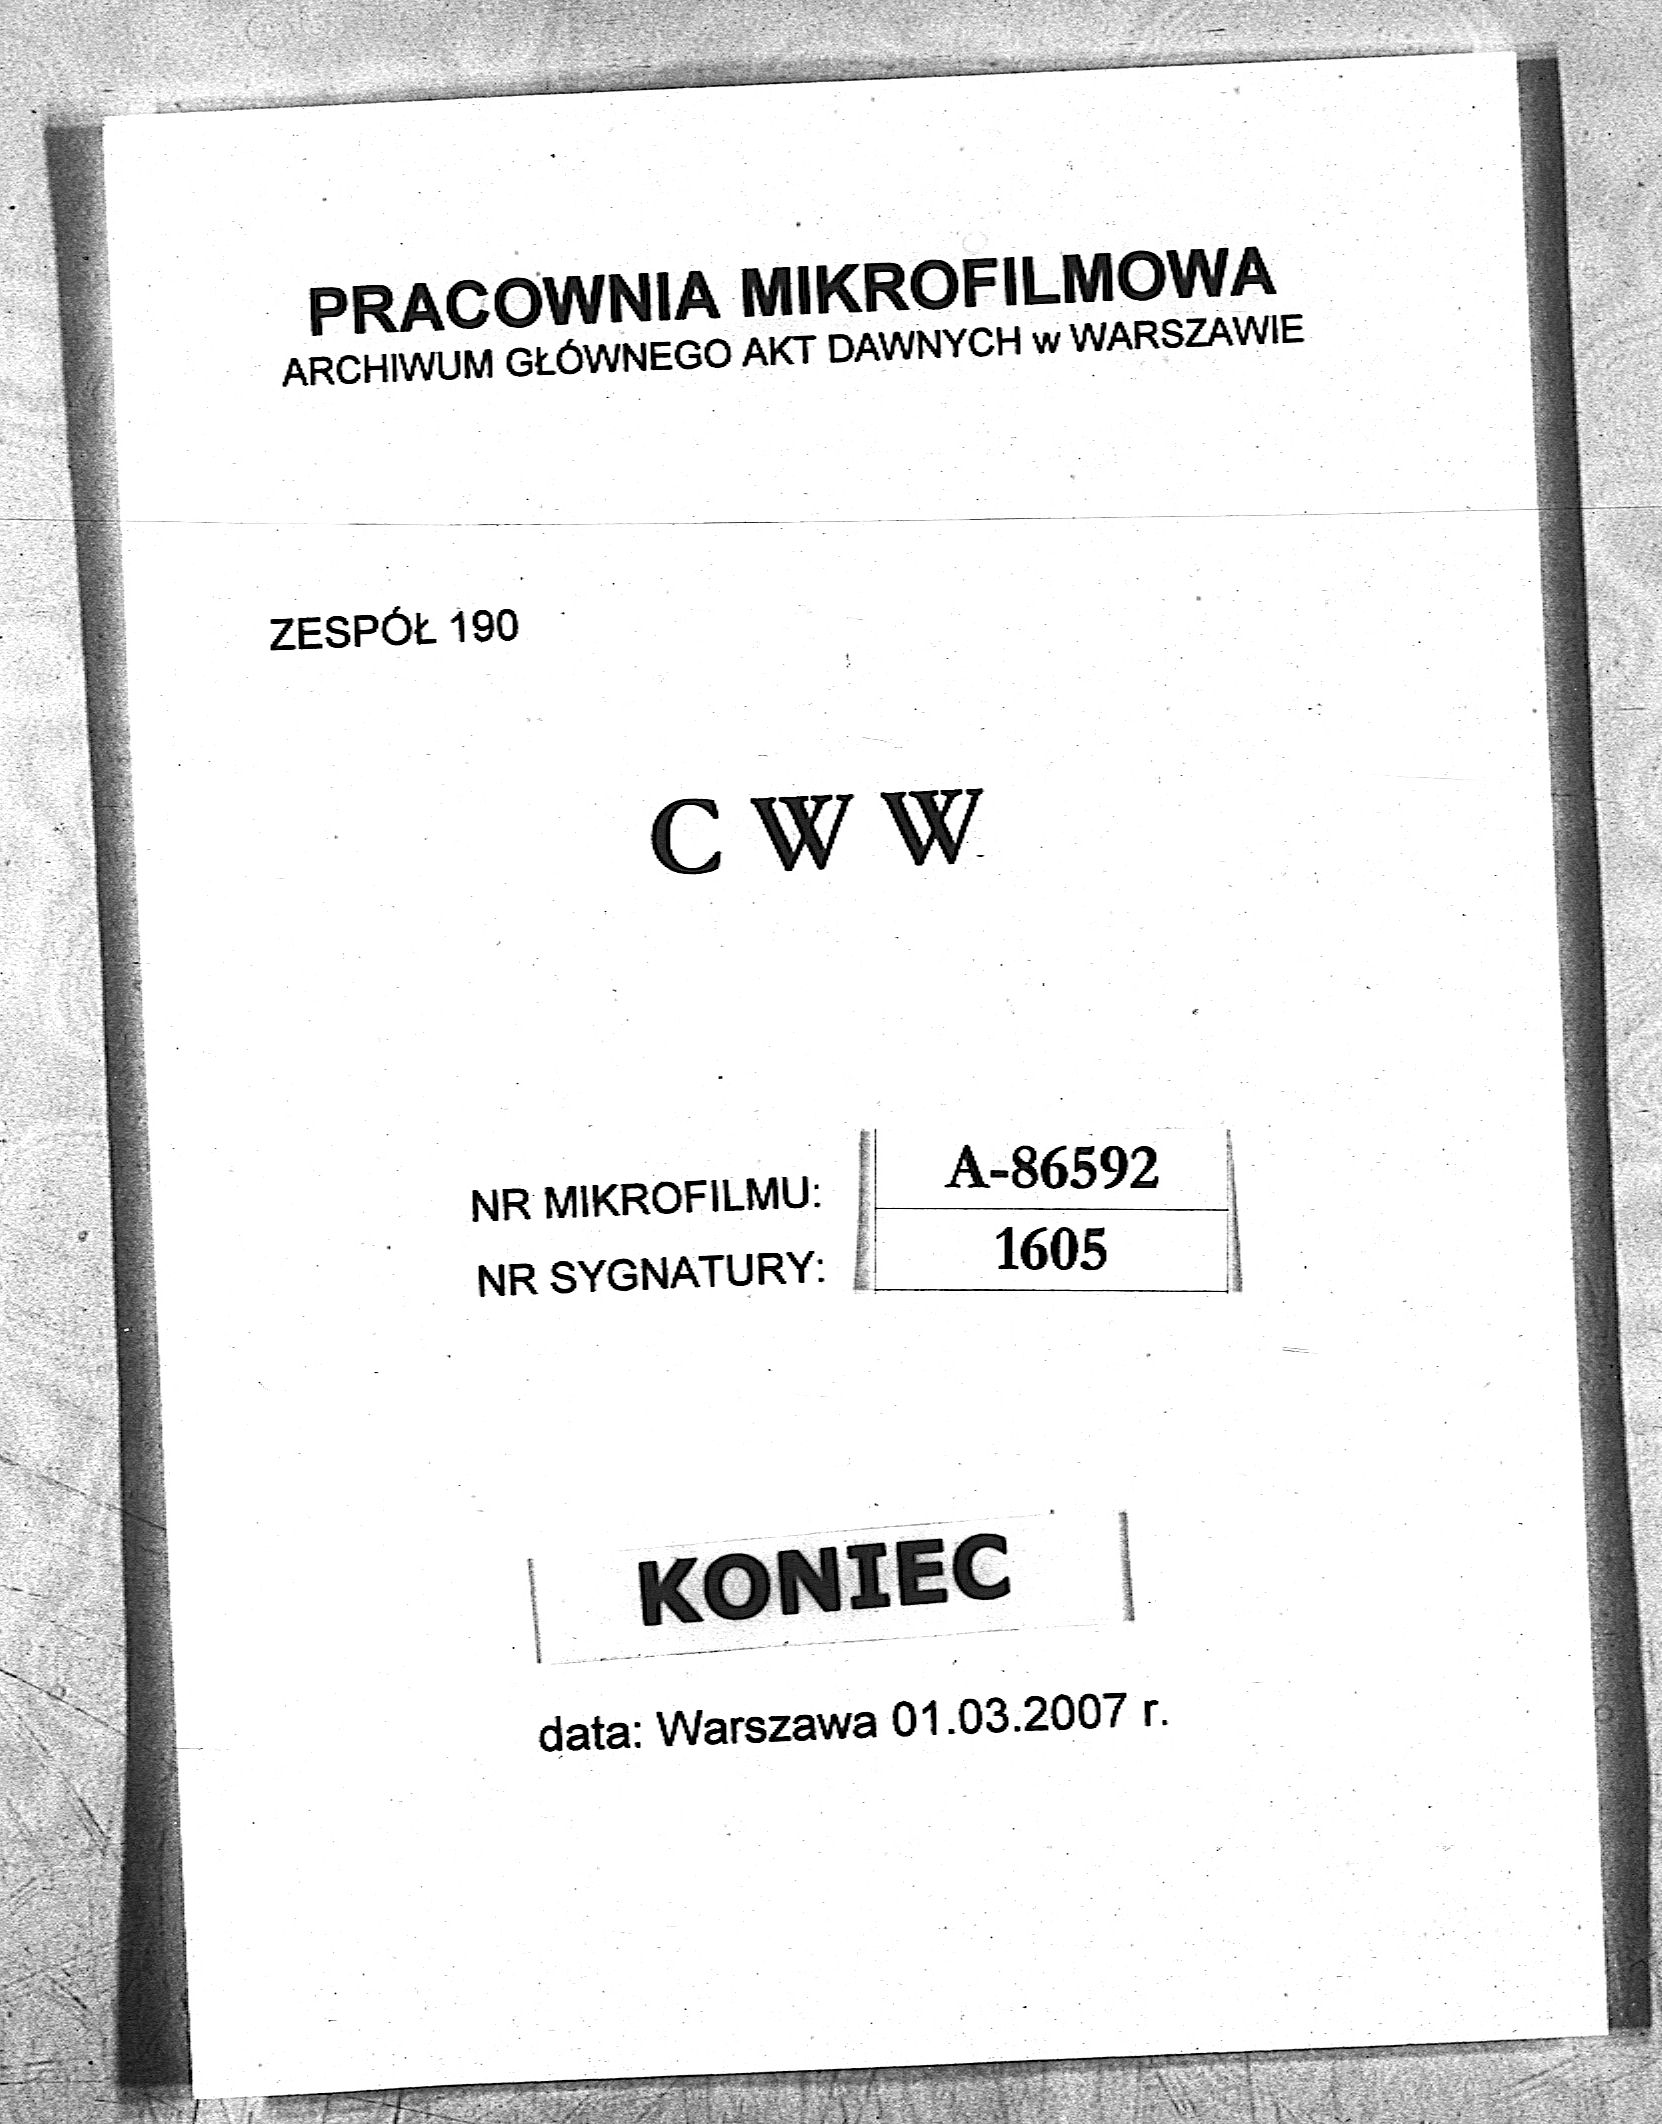 PRACOWNIA MIKROFILMOWA
ARCHIWUM GŁÓWNEGO AKT DAWNYCH w WARSZAWIE
ZESPÓŁ 190
C W W
NR MIKROFILMU: A-86592
NR SYGNATURY: 1605
KONIEC
data: Warszawa 01.03.2007 r.